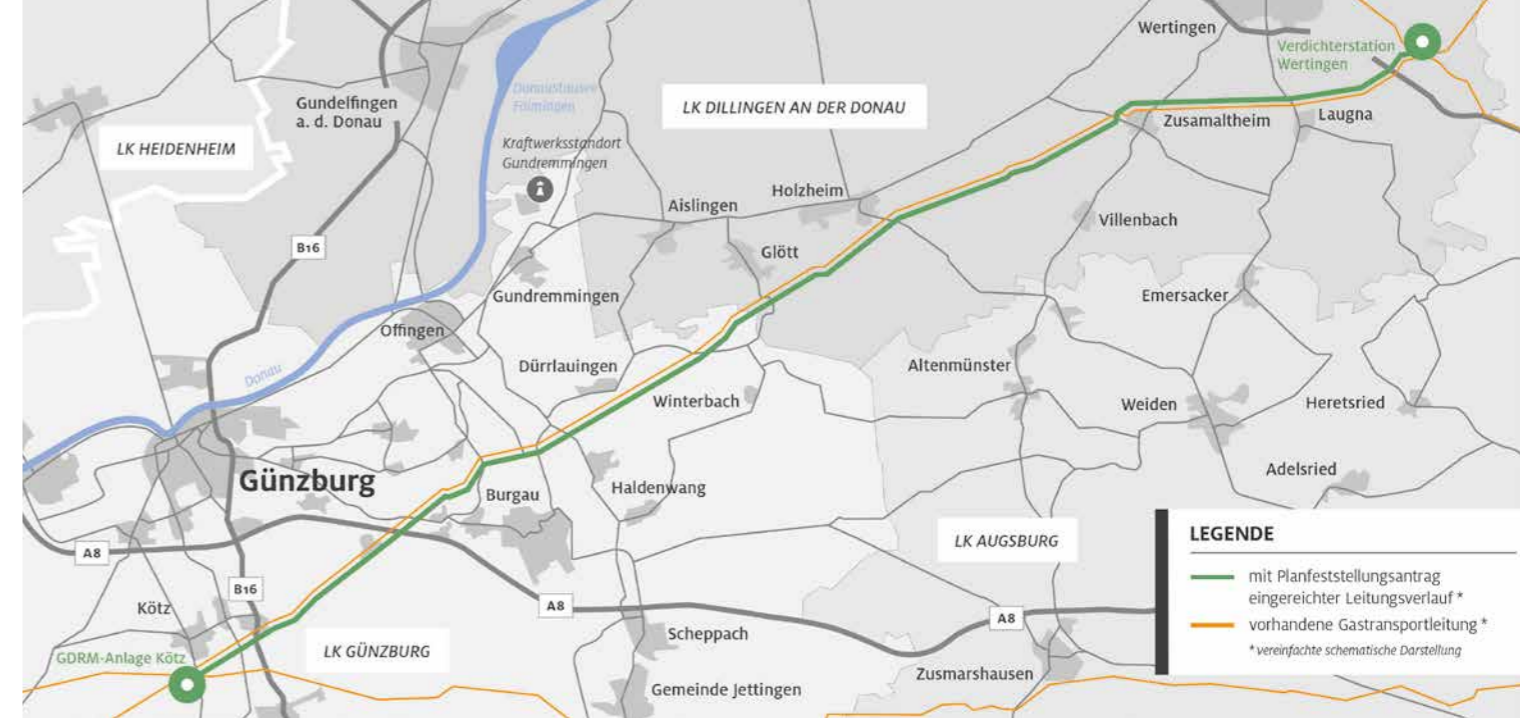 Wertingen
Verdichterstation
Wertingen
Gundelfingen
a. d. Donau
Donaustausee
Faimingen
LK DILLINGEN AN DER DONAU
LK HEIDENHEIM
Kraftwerksstandort
Gundremmingen
Zusamaltheim
Laugna
Holzheim
Aislingen
Villenbach
B16
Glött
Gundremmingen
Emersacker
Offingen
Donau
Dürrlauingen
Altenmünster
Winterbach
Weiden
Heretsried
Günzburg
Burgau
Haldenwang
Adelsried
A8
LK AUGSBURG
LEGENDE
mit Planfeststellungsantrag
eingereichter Leitungsverlauf *
vorhandene Gastransportleitung *
* vereinfachte schematische Darstellung
B16
A8
A8
Kötz
Scheppach
LK GÜNZBURG
GDRM-Anlage Kötz
Zusmarshausen
Gemeinde Jettingen